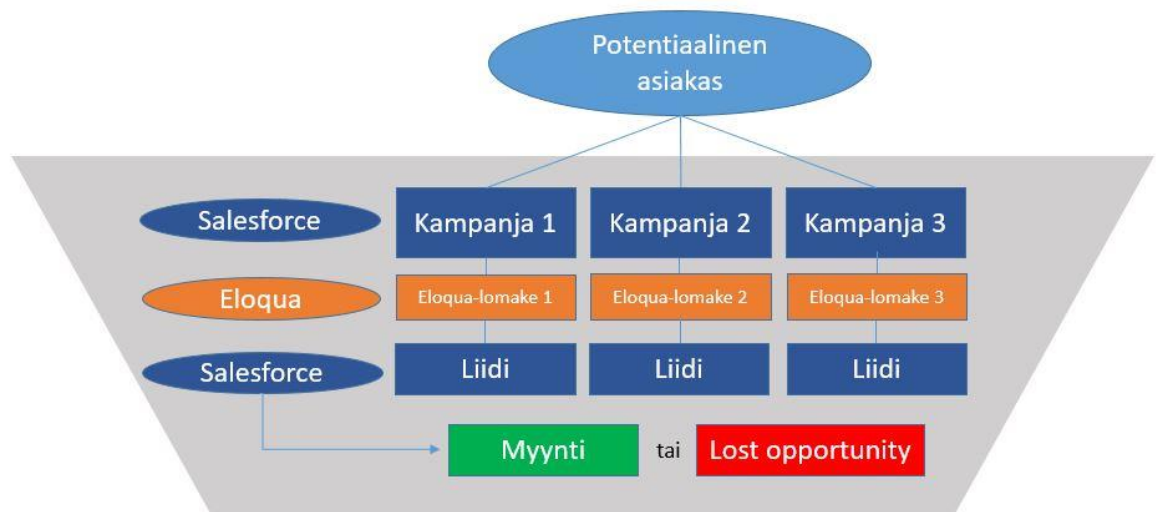 Potentiaalinen
asiakas
Salesforce
Kampanja 1
Kampanja 2
Kampanja 3
Eloqua
Eloqua-lomake 1
Eloqua-lomake 2
Eloqua-lomake 3
Salesforce
Liidi
Liidi
Liidi
Myynti
tai
Lost opportunity